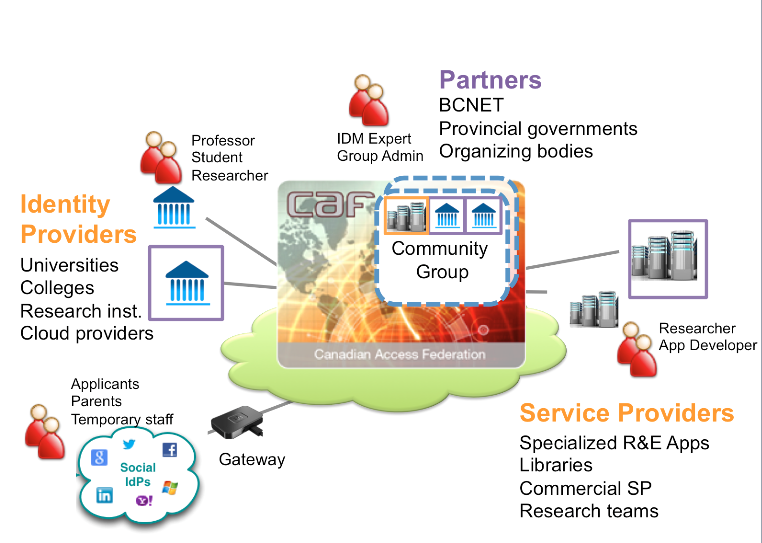 Partners
BCNET
Provincial governments
Organizing bodies
IDM Expert
Group Admin
Professor
Student
Researcher
Identity
Providers
Universities
Colleges
Research inst.
Cloud providers
caf
Community
Group
Canadian Access Federation
Researcher
App Developer
Applicants
Parents
Temporary staff
Social
IdPs
g
f
in
Y!
Gateway
Service Providers
Specialized R&E Apps
Libraries
Commercial SP
Research teams